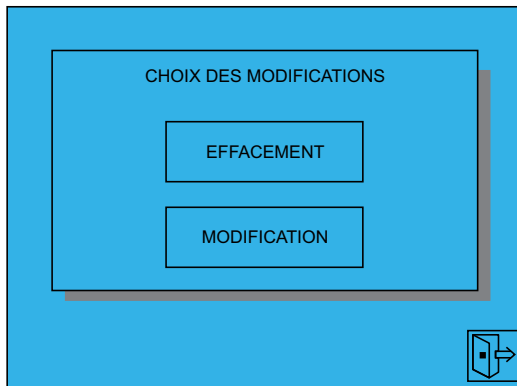 CHOIX DES MODIFICATIONS
EFFACEMENT
MODIFICATION